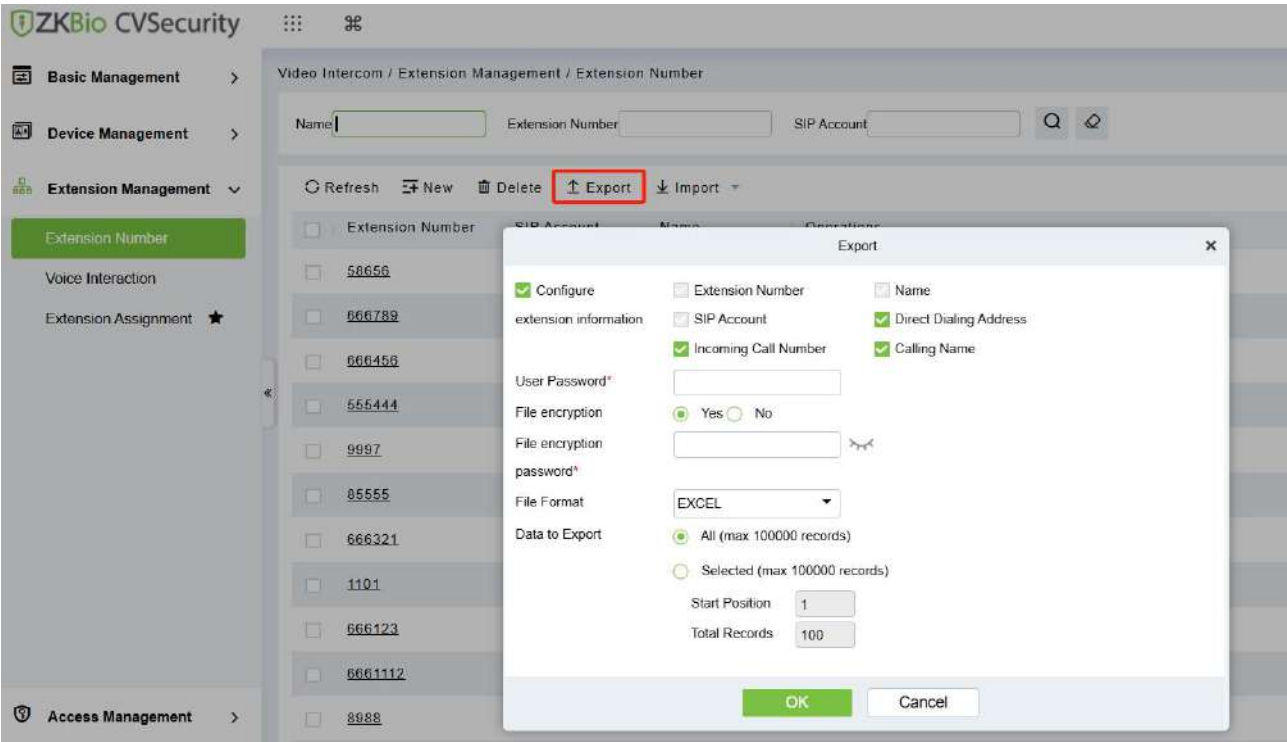 ZKBio CVSecurity
Basic Management
Device Management
Extension Management
Extension Number
Voice Interaction
Extension Assignment
Access Management
Video Intercom / Extension Management / Extension Number
Name Extension Number SIP Account
Refresh New Delete Export Import
Extension Number SIP Account Name Operations
58656
666789
666456
555444
9997
85555
666321
1101
666123
6661112
8988
Export
Configure Extension Number Name
extension information SIP Account Direct Dialing Address
Incoming Call Number Calling Name
User Password*
File encryption Yes No
File encryption
password*
File Format EXCEL
Data to Export All (max 100000 records)
Selected (max 100000 records)
Start Position 1
Total Records 100
OK Cancel